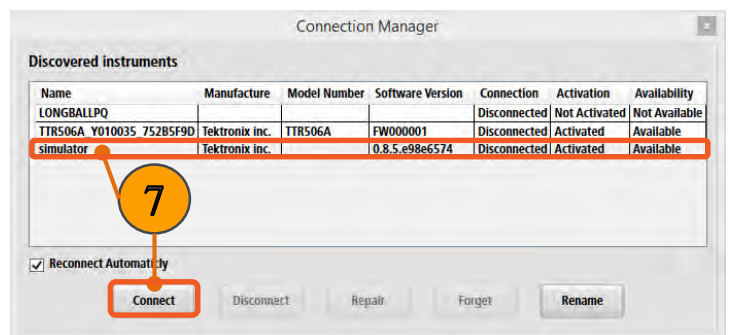 Connection Manager
x
Discovered instruments
Name Manufacture Model Number Software Version Connection Activation Availability
LONGBALLPQ Disconnected Not Activated Not Available
TTR506A_Y010035_752B5F9D Tektronix inc. TTR506A FW000001 Disconnected Activated Available
simulator Tektronix inc. 0.8.5.e98e6574 Disconnected Activated Available
7
Reconnect Automaticly
Connect Disconnect Repair Forget Rename